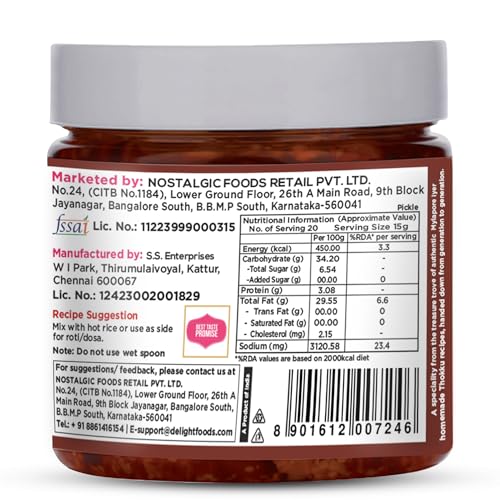 Marketed by: NOSTALGIC FOODS RETAIL PVT. LTD.
No.24, (CITB No.1184), Lower Ground Floor, 26th A Main Road, 9th Block
Jayanagar, Bangalore South, B.B.M.P South, Karnataka-560041
fssai Lic. No.: 11223999000315
Manufactured by: S.S. Enterprises
W I Park, Thirumulaivoyal, Kattur,
Chennai 600067
Lic. No.: 12423002001829
Recipe Suggestion
Mix with hot rice or use as side
for roti/dosa.
Note: Do not use wet spoon
BEST TASTE
PROMISE
For suggestions/ feedback, please contact us at
NOSTALGIC FOODS RETAIL PVT. LTD.
No.24, (CITB No.1184), Lower Ground Floor, 26th A
Main Road, 9th Block Jayanagar, Bangalore South,
B.B.M.P South, Karnataka-560041
Tel.: + 91 8861416154 | E-support@delightfoods.com
Pickle
Nutritional Information (Approximate Value)
No. of Serving 20 Serving Size 15g
Per 100g %RDA* per serving
Energy (kcal) 450.00 3.3
Carbohydrate (g) 34.20
-Total Sugar (g) 6.54
-Added Sugar (g) 00.00
Protein (g) 3.08
Total Fat (g) 29.55 6.6
- Trans Fat (g) 00.00
- Saturated Fat (g) 00.00
- Cholesterol (mg) 2.15
Sodium (mg) 3120.58 23.4
*%RDA values are based on 2000kcal diet
A Product of India
8 901612 007246
A speciality from the treasure trove of authentic Mylapore Iyer
homemade Thokku recipes, handed down from generation to generation.